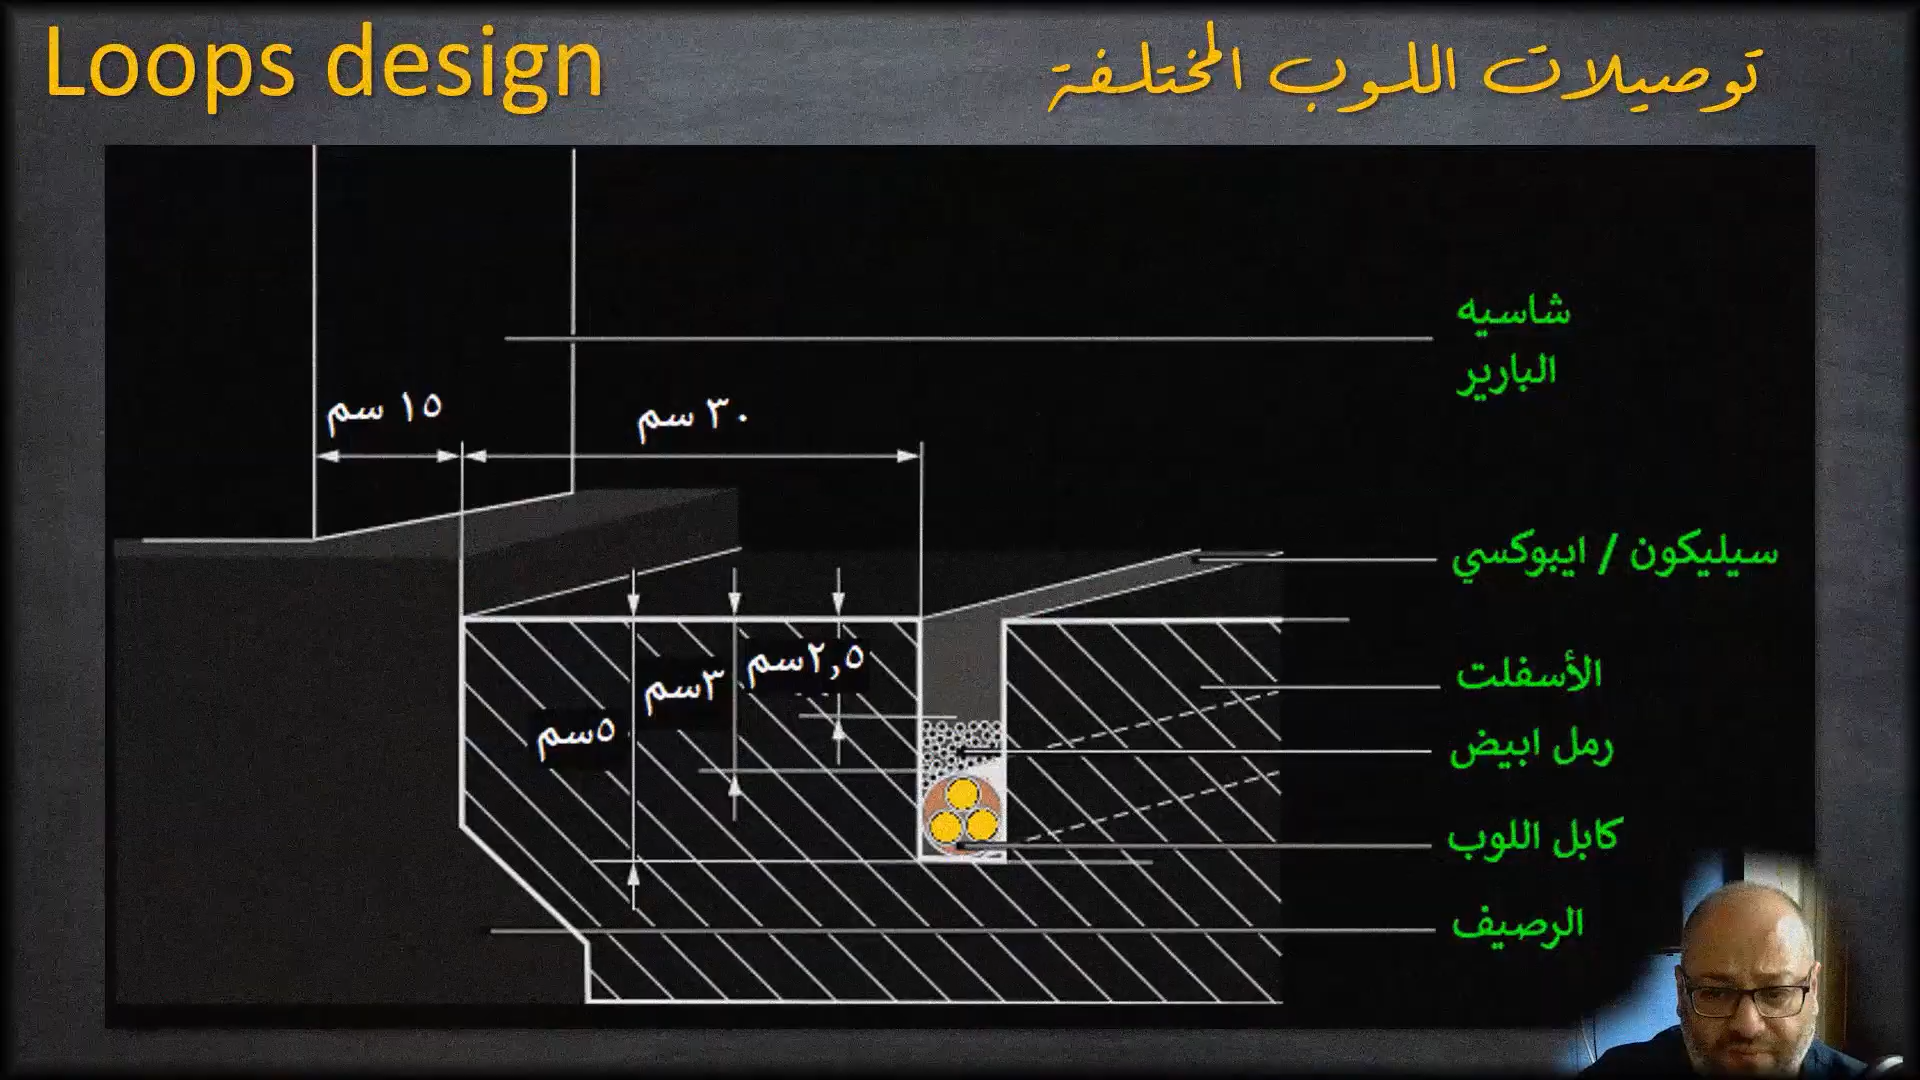 Loops design
توصيلات اللوب المختلفة
شاسيه
البارير
١٥ سم
٣٠ سم
سيليكون / ايبوكسي
٢,٥سم
٣سم
٥سم
الأسفلت
رمل ابيض
كابل اللوب
الرصيف